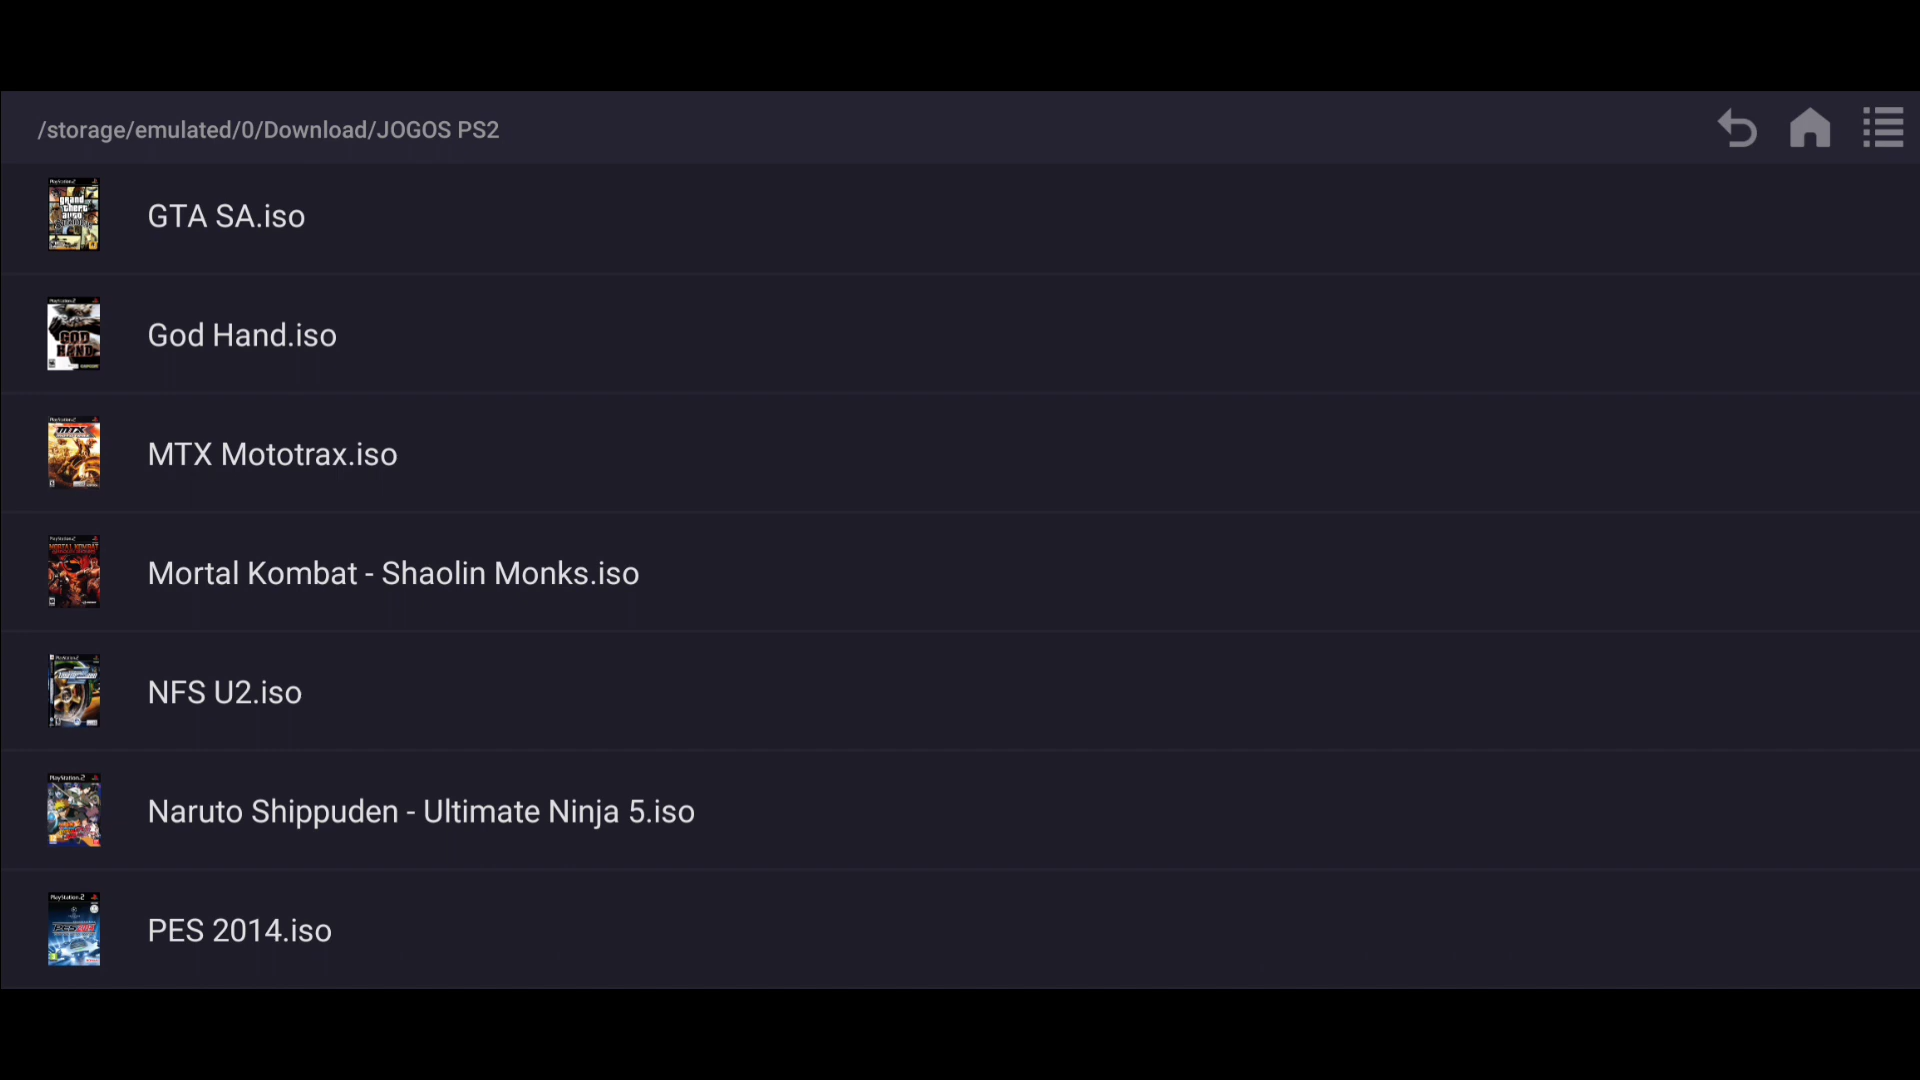 /storage/emulated/0/Download/JOGOS PS2
GTA SA.iso
God Hand.iso
MTX Mototrax.iso
Mortal Kombat - Shaolin Monks.iso
NFS U2.iso
Naruto Shippuden - Ultimate Ninja 5.iso
PES 2014.iso